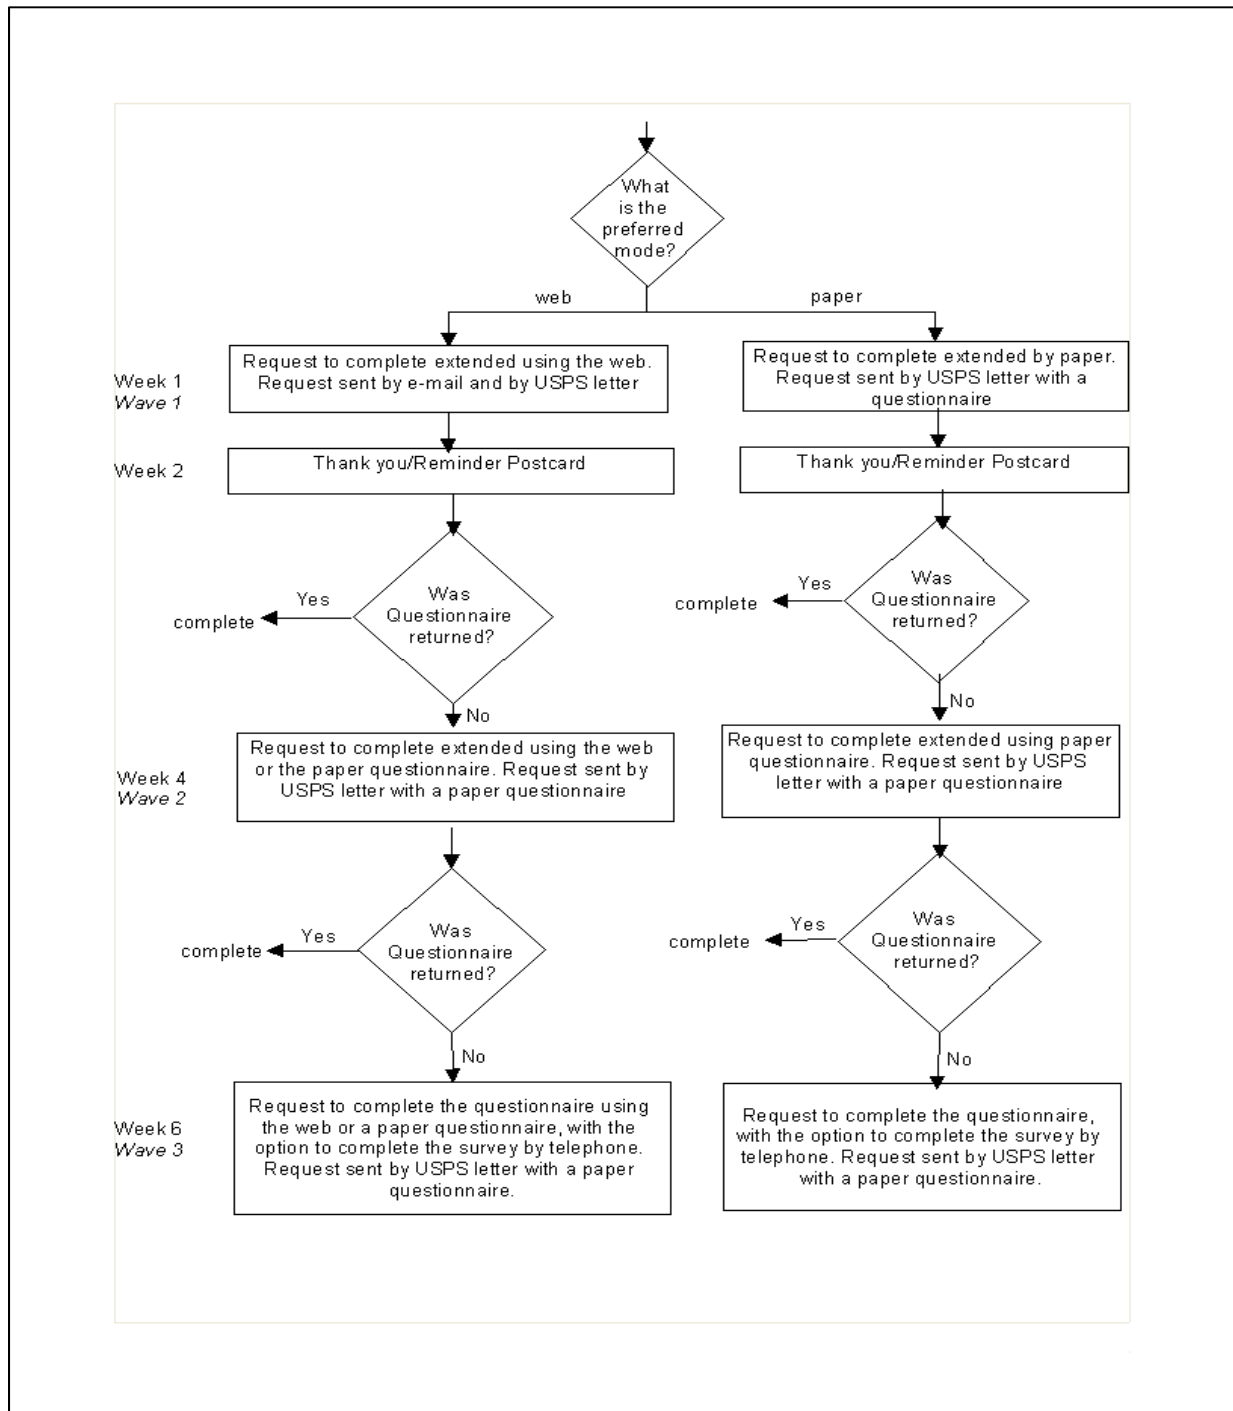 What
is the
preferred
mode?
web
paper
Week 1
Wave 1
Request to complete extended using the web.
Request sent by e-mail and by USPS letter
Request to complete extended by paper.
Request sent by USPS letter with a
questionnaire
Week 2
Thank you/Reminder Postcard
Thank you/Reminder Postcard
Was
Questionnaire
returned?
Yes
complete
No
Was
Questionnaire
returned?
Yes
complete
No
Week 4
Wave 2
Request to complete extended using the web
or the paper questionnaire. Request sent by
USPS letter with a paper questionnaire
Request to complete extended using paper
questionnaire. Request sent by USPS
letter with a paper questionnaire
Was
Questionnaire
returned?
Yes
complete
No
Was
Questionnaire
returned?
Yes
complete
No
Week 6
Wave 3
Request to complete the questionnaire using
the web or a paper questionnaire, with the
option to complete the survey by telephone.
Request sent by USPS letter with a paper
questionnaire.
Request to complete the questionnaire,
with the option to complete the survey by
telephone. Request sent by USPS letter
with a paper questionnaire.